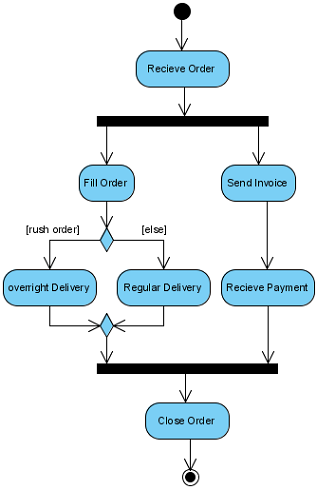 Recieve Order
Fill Order
Send Invoice
[rush order]
[else]
overright Delivery
Regular Delivery
Recieve Payment
Close Order